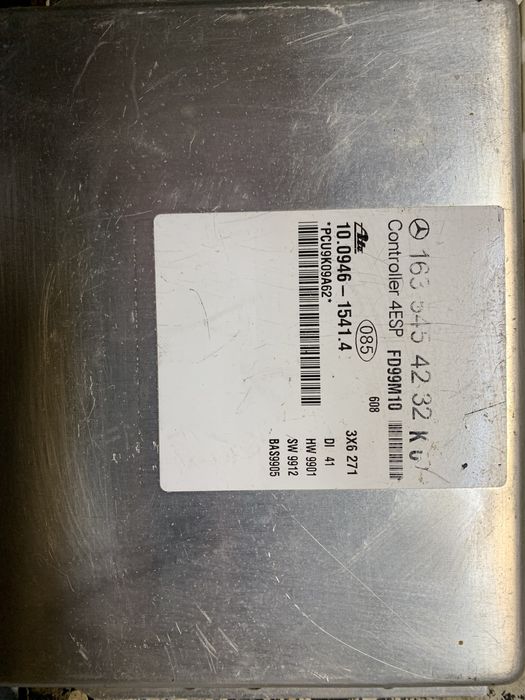 163 545 42 32 K
Controller 4ESP FD99M10
608
085
Ate
10.0946-1541.4
3X6 271
*PCU9K09A62*
DI 41
HW 9901
SW 9912
BAS9905